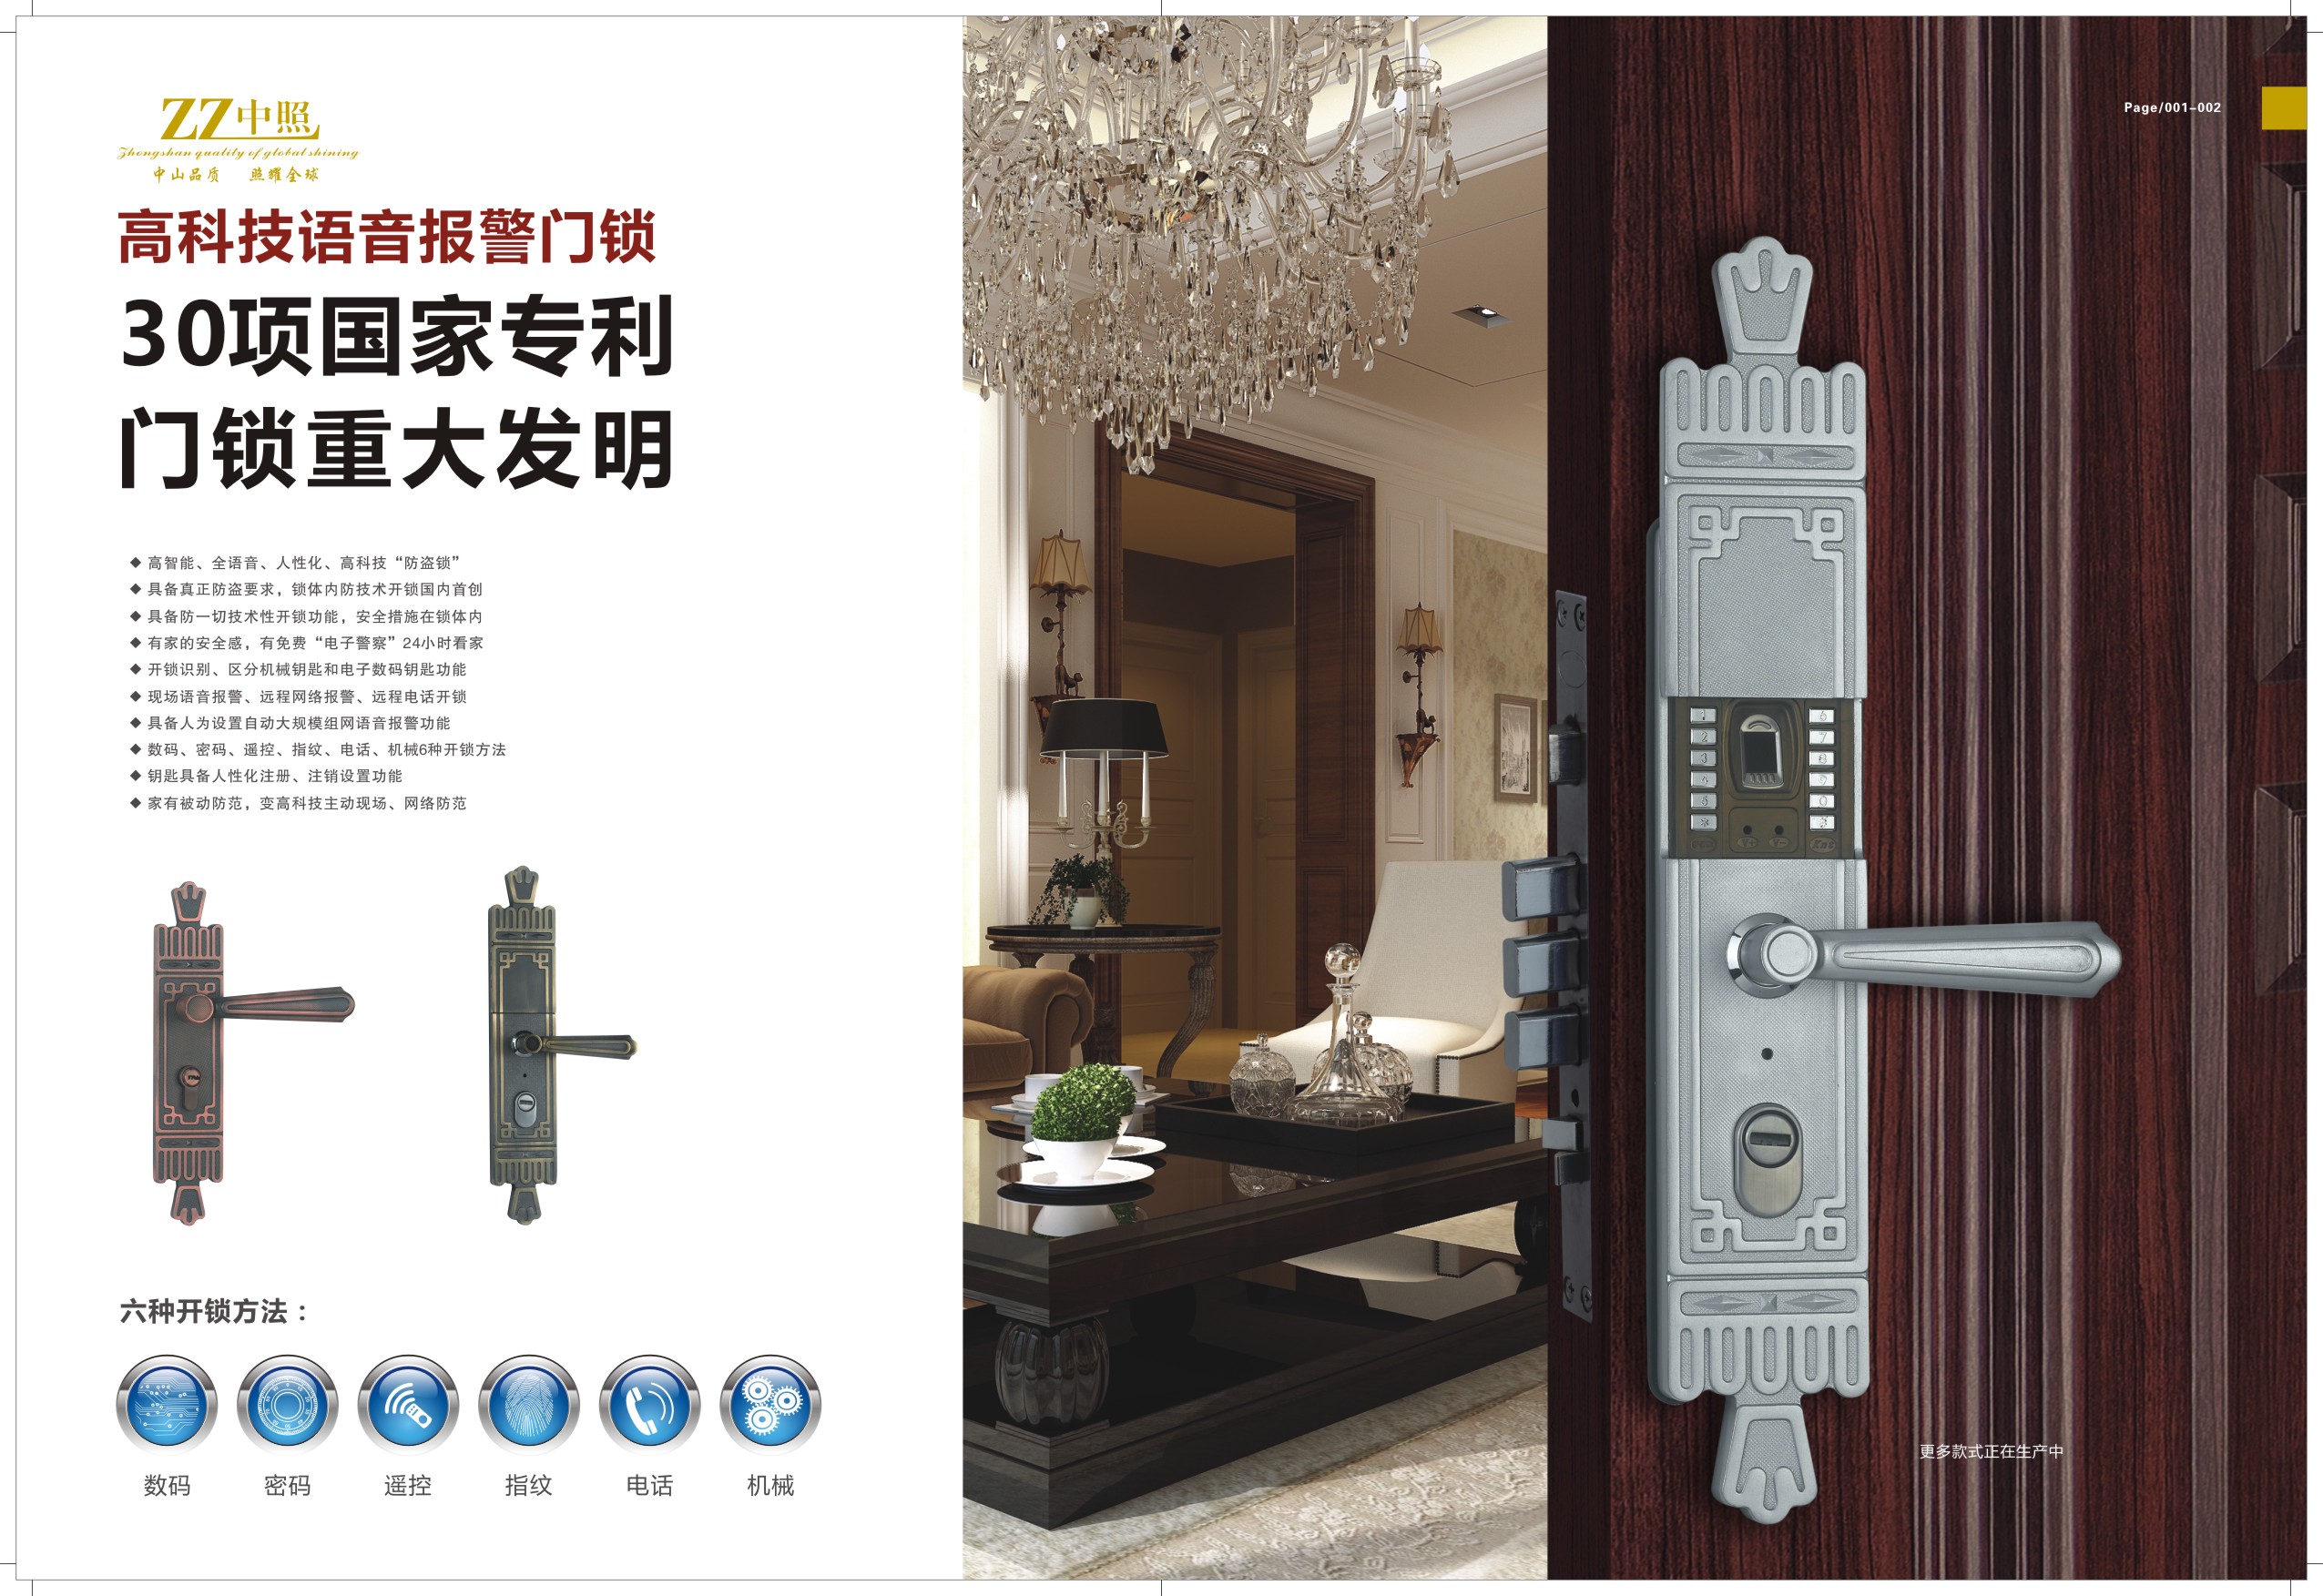 ZZ中照
Zhongshan quality of global shining
中山品质 照耀全球
高科技语音报警门锁
30项国家专利
门锁重大发明
◆ 高智能、全语音、人性化、高科技“防盗锁”
◆ 具备真正防盗要求，锁体内防技术开锁国内首创
◆ 具备防一切技术性开锁功能，安全措施在锁体内
◆ 有家的安全感，有免费“电子警察”24小时看家
◆ 开锁识别、区分机械钥匙和电子数码钥匙功能
◆ 现场语音报警、远程网络报警、远程电话开锁
◆ 具备人为设置自动大规模组网语音报警功能
◆ 数码、密码、遥控、指纹、电话、机械6种开锁方法
◆ 钥匙具备人性化注册、注销设置功能
◆ 家有被动防范，变高科技主动现场、网络防范
六种开锁方法：
数码 密码 遥控 指纹 电话 机械
Page/001-002
1 6
2 7
3 8
4 9
5 0
* #
更多款式正在生产中